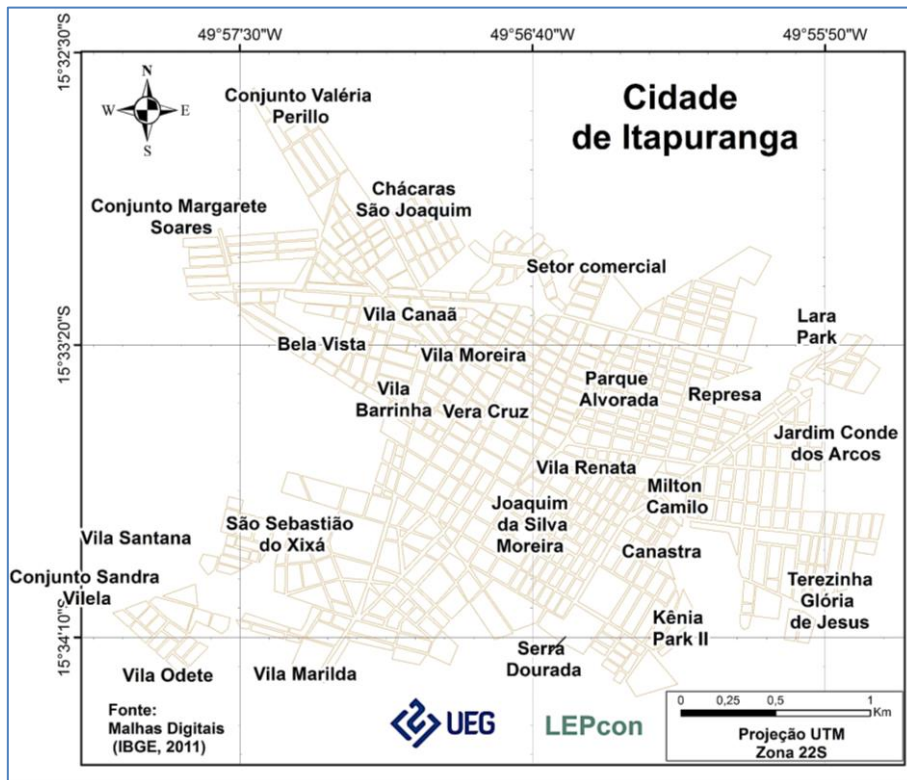 49°57'30"W
49°56'40"W
49°55'50"W
15°32'30"S
N
W
E
S
Conjunto Valéria
Perillo
Cidade
de Itapuranga
Chácaras
São Joaquim
Conjunto Margarete
Soares
Setor comercial
Vila Canaã
Lara
Park
15°33'20"S
Bela Vista
Vila Moreira
Parque
Alvorada
Represa
Vila
Barrinha
Vera Cruz
Jardim Conde
dos Arcos
Vila Renata
Milton
Camilo
Joaquim
da Silva
Moreira
São Sebastião
do Xixá
Vila Santana
Canastra
Conjunto Sandra
Vilela
Terezinha
Glória
de Jesus
Kênia
Park II
15°34'10"S
Serra
Dourada
Vila Odete
Vila Marilda
Fonte:
Malhas Digitais
(IBGE, 2011)
UEG
LEPcon
0 0,25 0,5 1
Km
Projeção UTM
Zona 22S